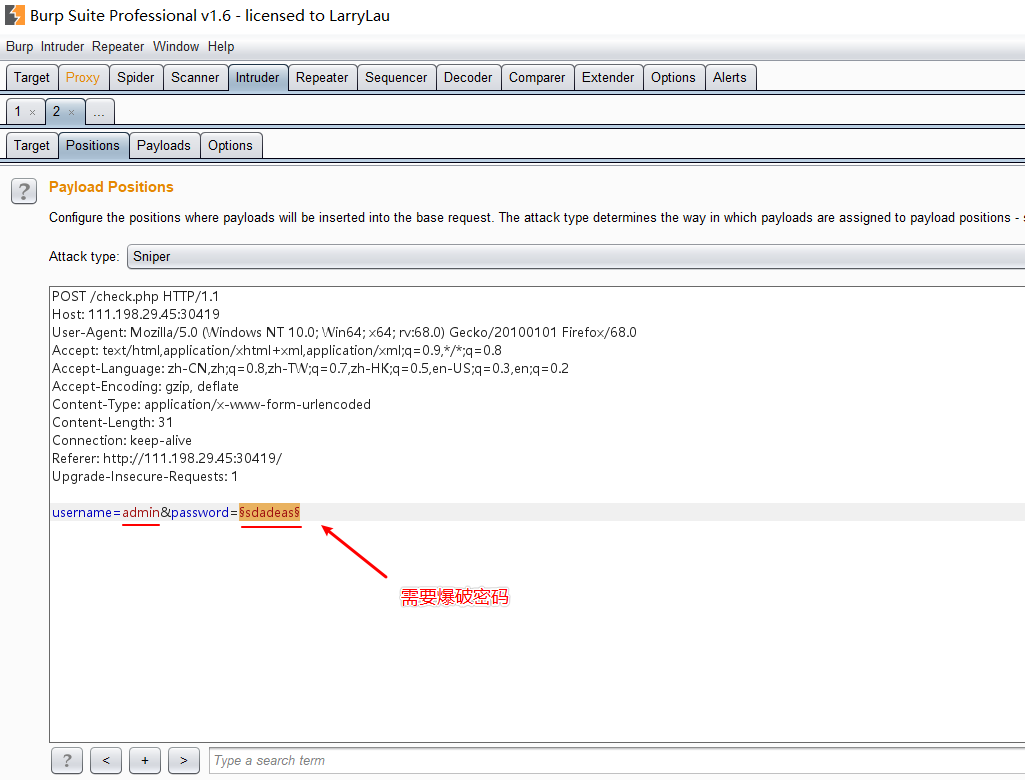 Burp Suite Professional v1.6 - licensed to LarryLau
Burp Intruder Repeater Window Help
Target Proxy Spider Scanner Intruder Repeater Sequencer Decoder Comparer Extender Options Alerts
1 × 2 × ...
Target Positions Payloads Options
? Payload Positions
Configure the positions where payloads will be inserted into the base request. The attack type determines the way in which payloads are assigned to payload positions - s
Attack type: Sniper
POST /check.php HTTP/1.1
Host: 111.198.29.45:30419
User-Agent: Mozilla/5.0 (Windows NT 10.0; Win64; x64; rv:68.0) Gecko/20100101 Firefox/68.0
Accept: text/html,application/xhtml+xml,application/xml;q=0.9,*/*;q=0.8
Accept-Language: zh-CN,zh;q=0.8,zh-TW;q=0.7,zh-HK;q=0.5,en-US;q=0.3,en;q=0.2
Accept-Encoding: gzip, deflate
Content-Type: application/x-www-form-urlencoded
Content-Length: 31
Connection: keep-alive
Referer: http://111.198.29.45:30419/
Upgrade-Insecure-Requests: 1
username=admin&password=§sdadeas§
需要爆破密码
? < + > Type a search term